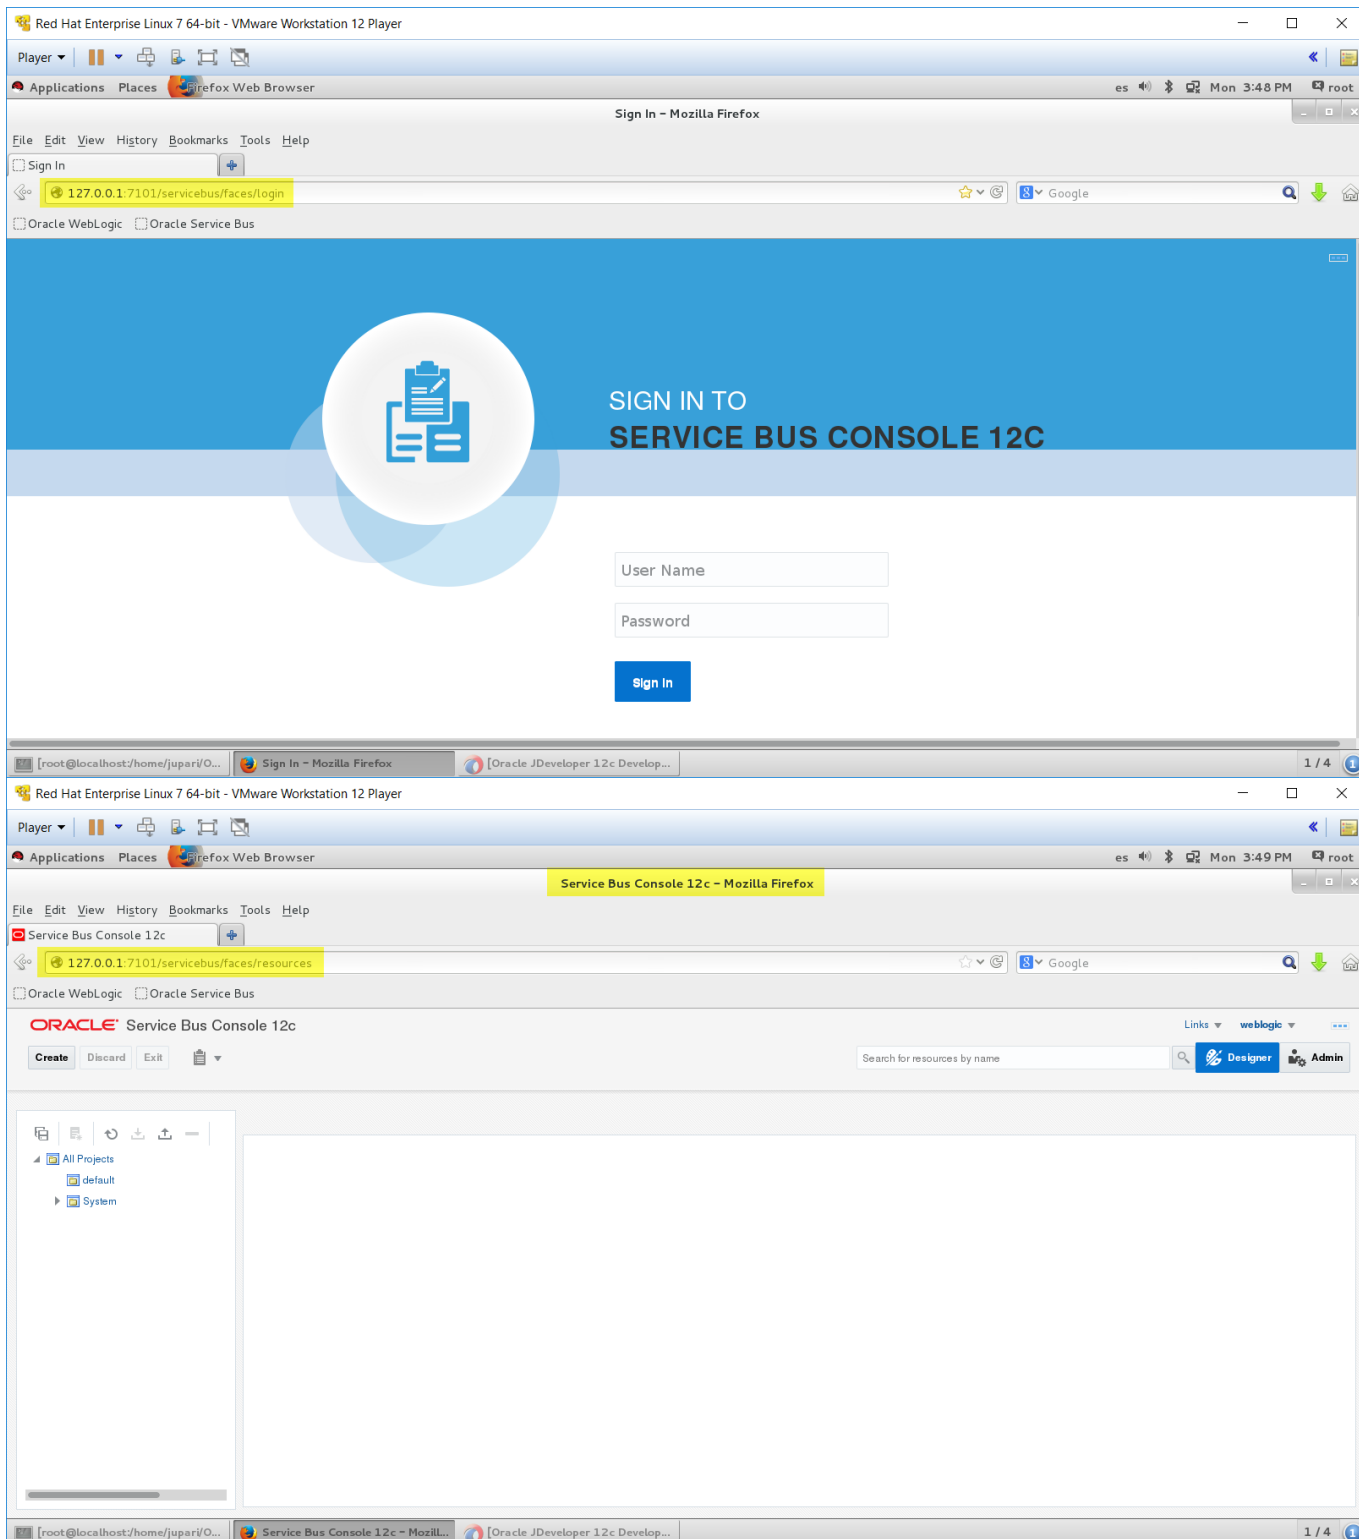 Red Hat Enterprise Linux 7 64-bit - VMware Workstation 12 Player
Player
Applications Places Firefox Web Browser es Mon 3:48 PM root
Sign In - Mozilla Firefox
File Edit View History Bookmarks Tools Help
Sign In
127.0.0.1:7101/servicebus/faces/login Google
Oracle WebLogic Oracle Service Bus
SIGN IN TO
SERVICE BUS CONSOLE 12C
User Name
Password
Sign In
[root@localhost:/home/jupari/O... Sign In - Mozilla Firefox [Oracle JDeveloper 12c Develop... 1 / 4 1
Red Hat Enterprise Linux 7 64-bit - VMware Workstation 12 Player
Player
Applications Places Firefox Web Browser es Mon 3:49 PM root
Service Bus Console 12c - Mozilla Firefox
File Edit View History Bookmarks Tools Help
Service Bus Console 12c
127.0.0.1:7101/servicebus/faces/resources Google
Oracle WebLogic Oracle Service Bus
ORACLE Service Bus Console 12c Links weblogic
Create Discard Exit Search for resources by name Designer Admin
All Projects
default
System
[root@localhost:/home/jupari/O... Service Bus Console 12c - Mozill... [Oracle JDeveloper 12c Develop... 1 / 4 1